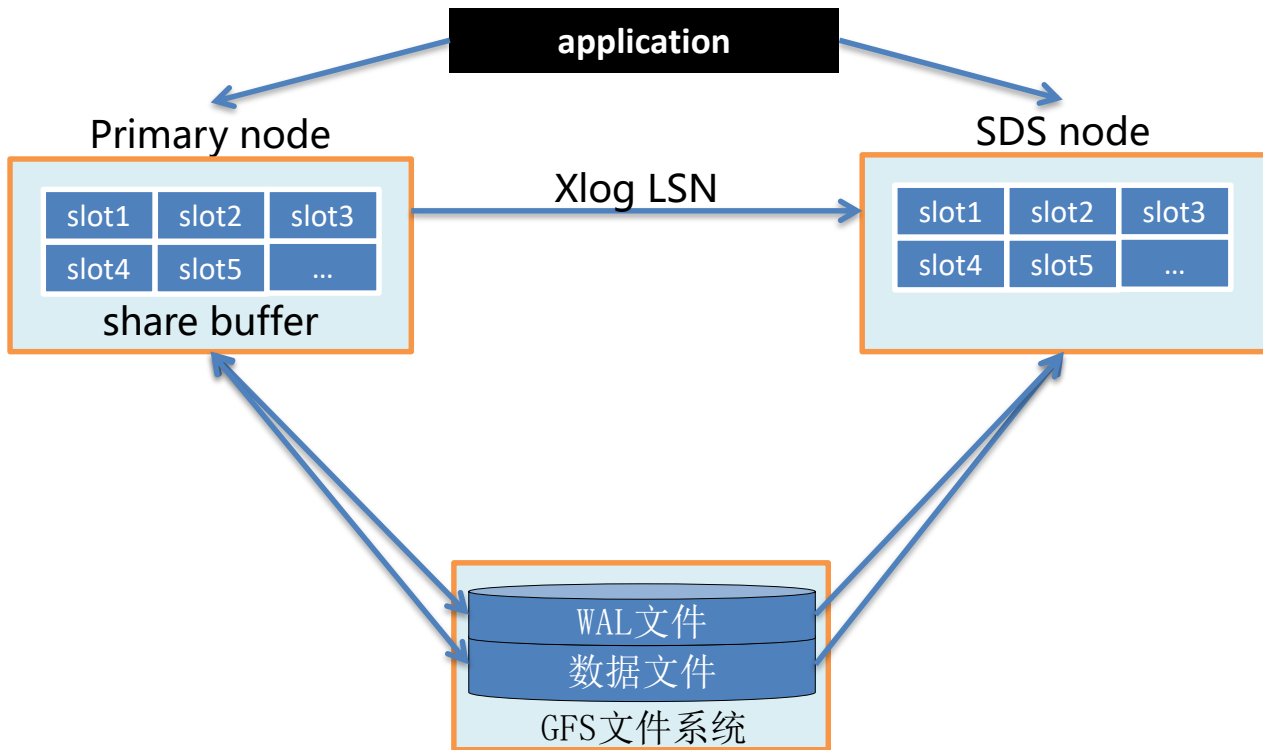 application
Primary node
SDS node
slot1 slot2 slot3
slot4 slot5 ...
share buffer
Xlog LSN
slot1 slot2 slot3
slot4 slot5 ...
WAL文件
数据文件
GFS文件系统